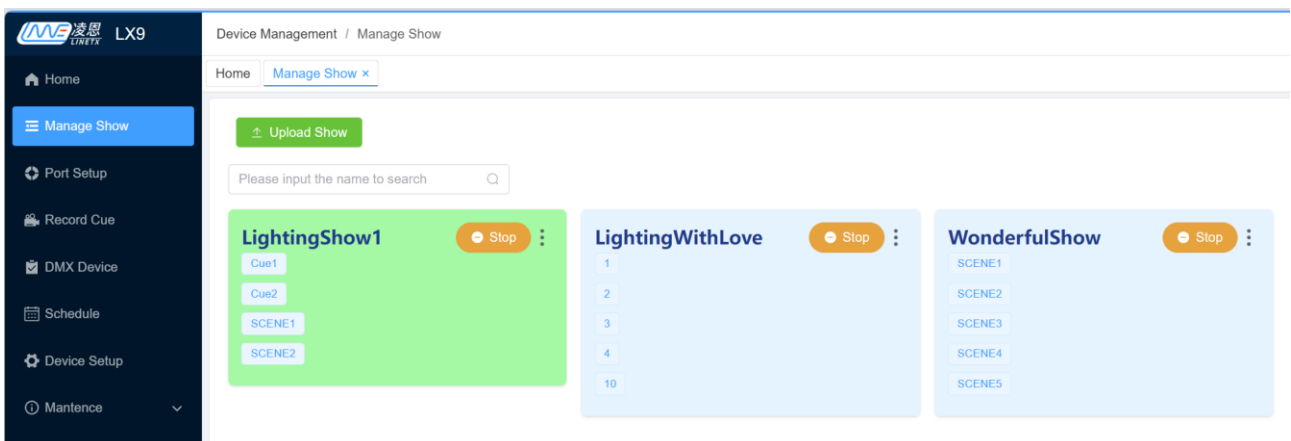 凌恩 LINETX LX9
Device Management / Manage Show
Home
Home Manage Show ×
Manage Show
Upload Show
Please input the name to search
Port Setup
Record Cue
DMX Device
Schedule
Device Setup
Mantence
LightingShow1 Stop
Cue1
Cue2
SCENE1
SCENE2
LightingWithLove Stop
1
2
3
4
10
WonderfulShow Stop
SCENE1
SCENE2
SCENE3
SCENE4
SCENE5